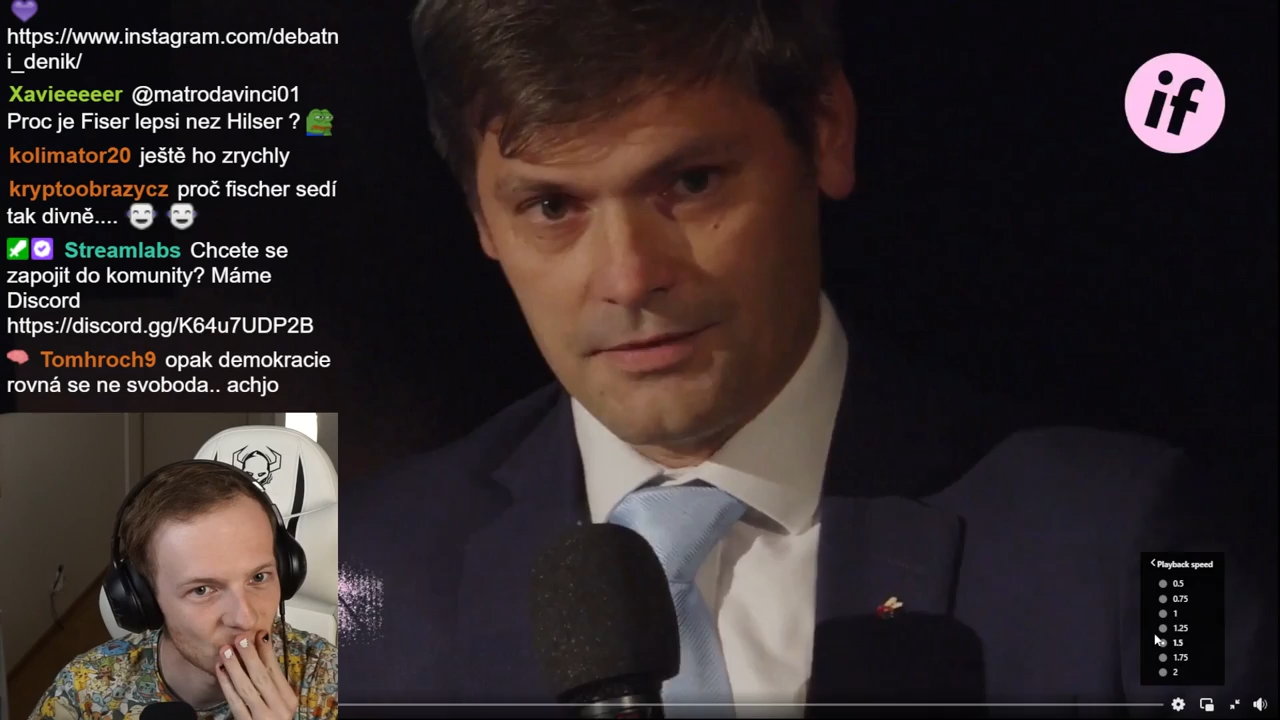 https://www.instagram.com/debatn
i_denik/
Xavieeeeer @matrodavinci01
Proc je Fiser lepsi nez Hilser ?
kolimator20 ještě ho zrychly
kryptoobrazycz proč fischer sedí
tak divně....
Streamlabs Chcete se
zapojit do komunity? Máme
Discord
https://discord.gg/K64u7UDP2B
Tomhroch9 opak demokracie
rovná se ne svoboda.. achjo
if
Playback speed
0.5
0.75
1
1.25
1.5
1.75
2